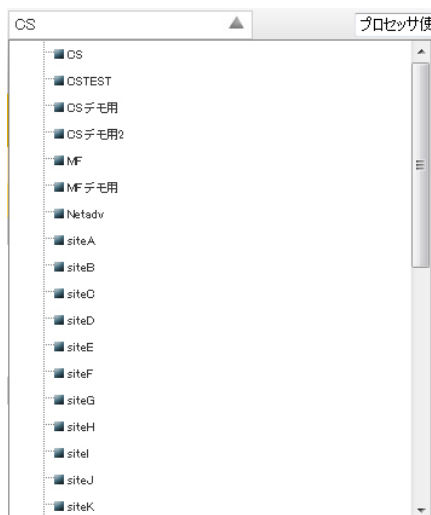 CS
プロセッサ使
CS
CSTEST
CSデモ用
CSデモ用2
MF
MFデモ用
Netadv
siteA
siteB
siteC
siteD
siteE
siteF
siteG
siteH
siteI
siteJ
siteK